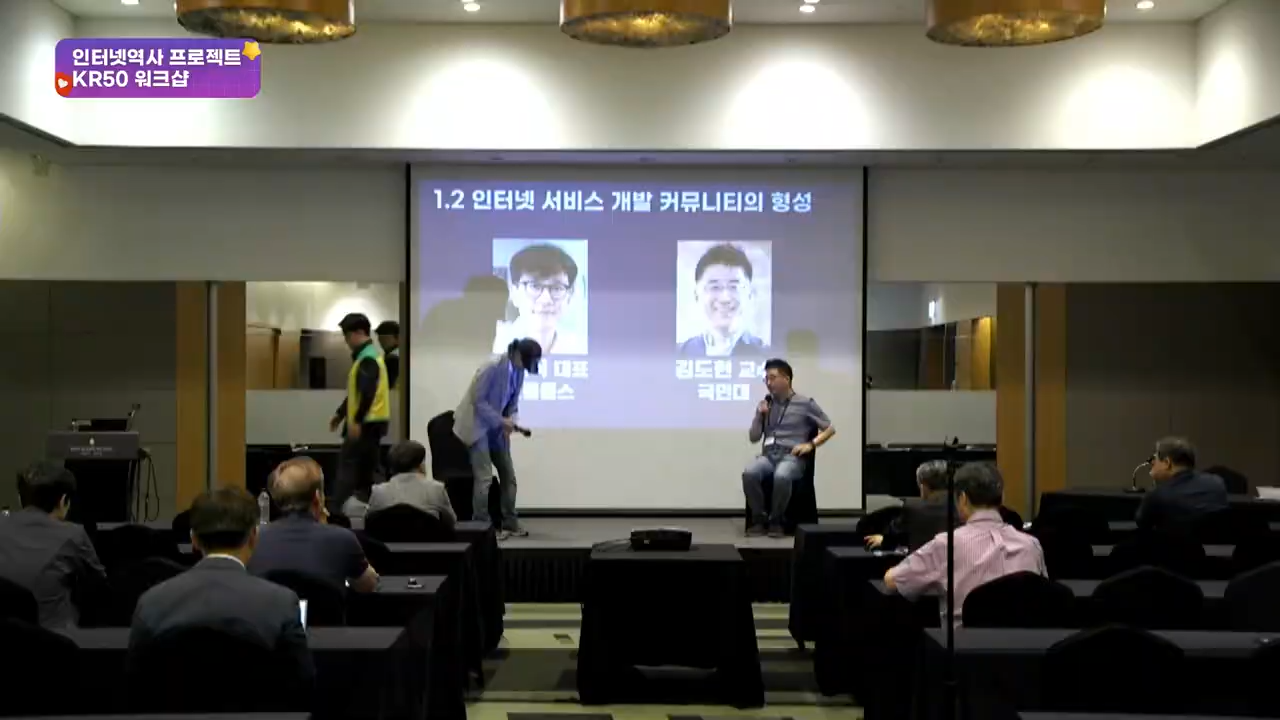 인터넷역사 프로젝트
KR50 워크샵
1.2 인터넷 서비스 개발 커뮤니티의 형성
대표
김도현
국민대